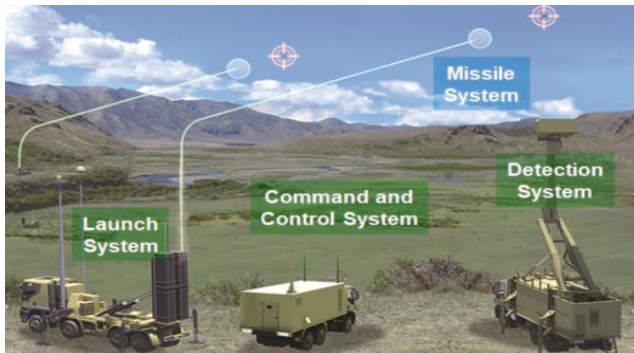 Missile
System
Detection
System
Command and
Control System
Launch
System